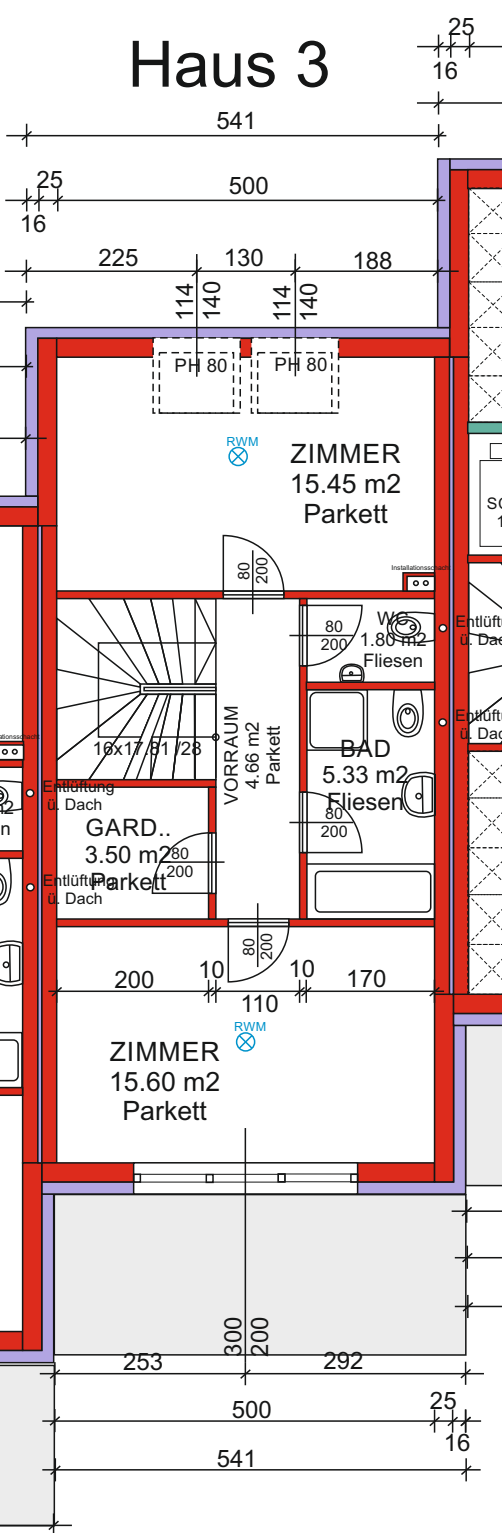 Haus 3
25
16
541
25
500
16
225
130
188
114
140
114
140
PH 80
PH 80
RWM
ZIMMER
15.45 m2
Parkett
80
200
Installationsschacht
WC
1.80 m2
Fliesen
80
200
Entlüftu
ü. Dac
16x17.81 /28
VORRAUM
4.66 m2
Parkett
BAD
5.33 m2
Fliesen
80
200
Entlüftu
ü. Dac
Entlüftung
ü. Dach
GARD..
3.50 m2
Parkett
80
200
Entlüftung
ü. Dach
80
200
200
10
110
10
170
RWM
ZIMMER
15.60 m2
Parkett
300
200
253
292
500
25
16
541